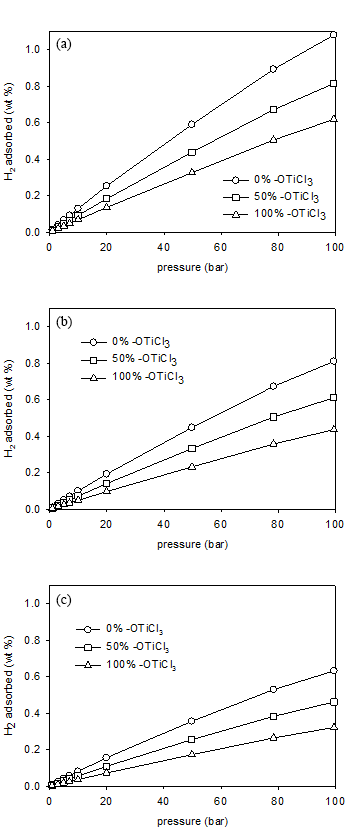 (a)
1.0
0.8
0.6
0.4
0.2
0.0
H2 adsorbed (wt %)
0% -OTiCl3
50% -OTiCl3
100% -OTiCl3
0 20 40 60 80 100
pressure (bar)
(b)
1.0
0.8
0.6
0.4
0.2
0.0
H2 adsorbed (wt %)
0% -OTiCl3
50% -OTiCl3
100% -OTiCl3
0 20 40 60 80 100
pressure (bar)
(c)
1.0
0.8
0.6
0.4
0.2
0.0
H2 adsorbed (wt %)
0% -OTiCl3
50% -OTiCl3
100% -OTiCl3
0 20 40 60 80 100
pressure (bar)